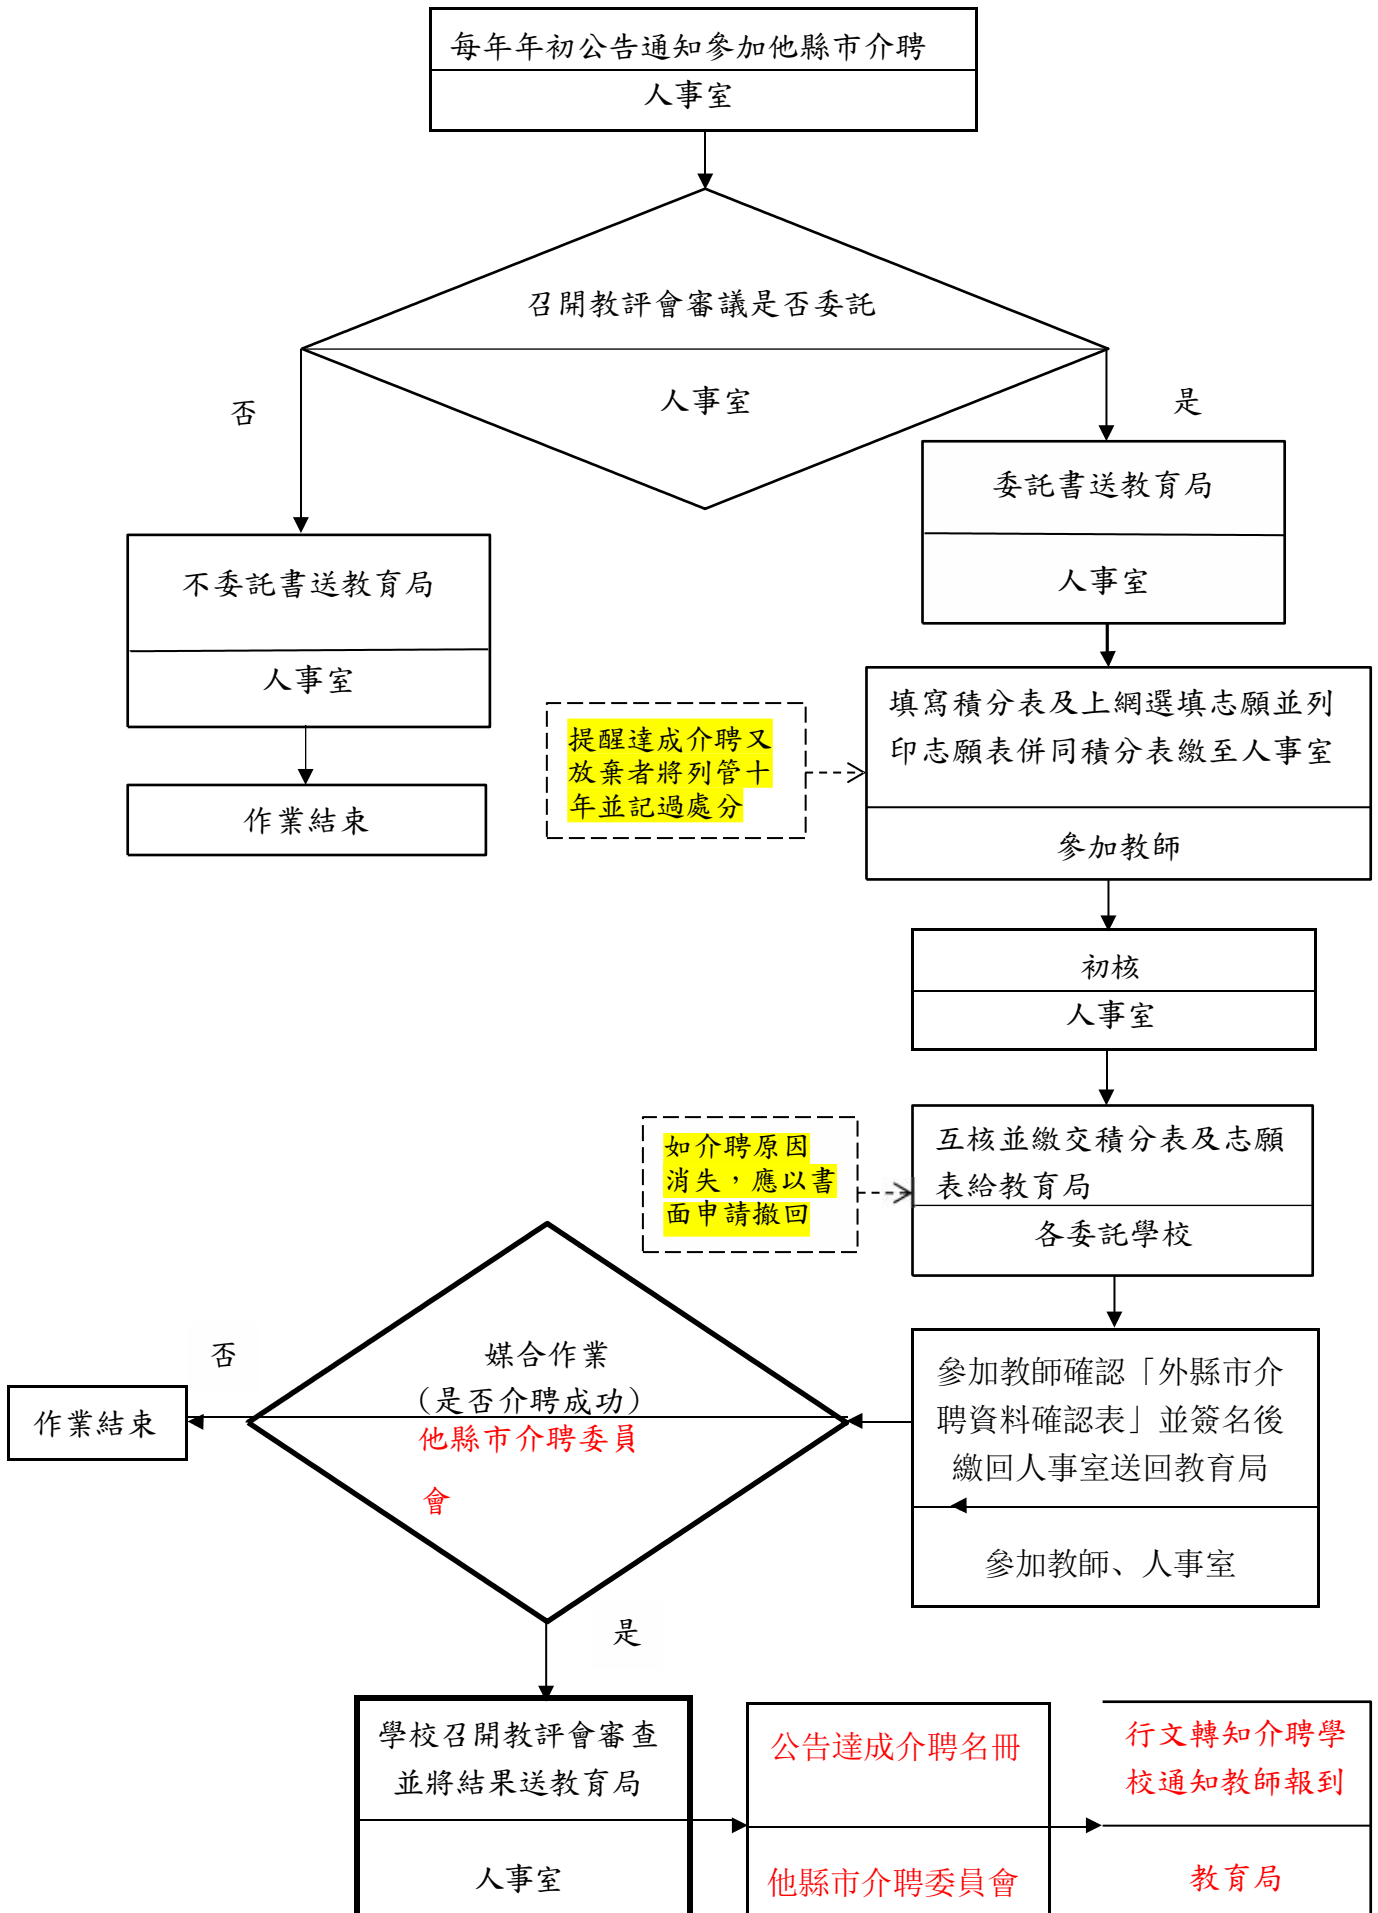 每年年初公告通知參加他縣市介聘
人事室
召開教評會審議是否委託
人事室
否
是
委託書送教育局
人事室
不委託書送教育局
人事室
作業結束
填寫積分表及上網選填志願並列
印志願表併同積分表繳至人事室
參加教師
提醒達成介聘又
放棄者將列管十
年並記過處分
初核
人事室
互核並繳交積分表及志願
表給教育局
各委託學校
如介聘原因
消失，應以書
面申請撤回
參加教師確認「外縣市介
聘資料確認表」並簽名後
繳回人事室送回教育局
參加教師、人事室
媒合作業
（是否介聘成功）
他縣市介聘委員
會
否
作業結束
是
學校召開教評會審查
並將結果送教育局
人事室
公告達成介聘名冊
他縣市介聘委員會
行文轉知介聘學
校通知教師報到
教育局